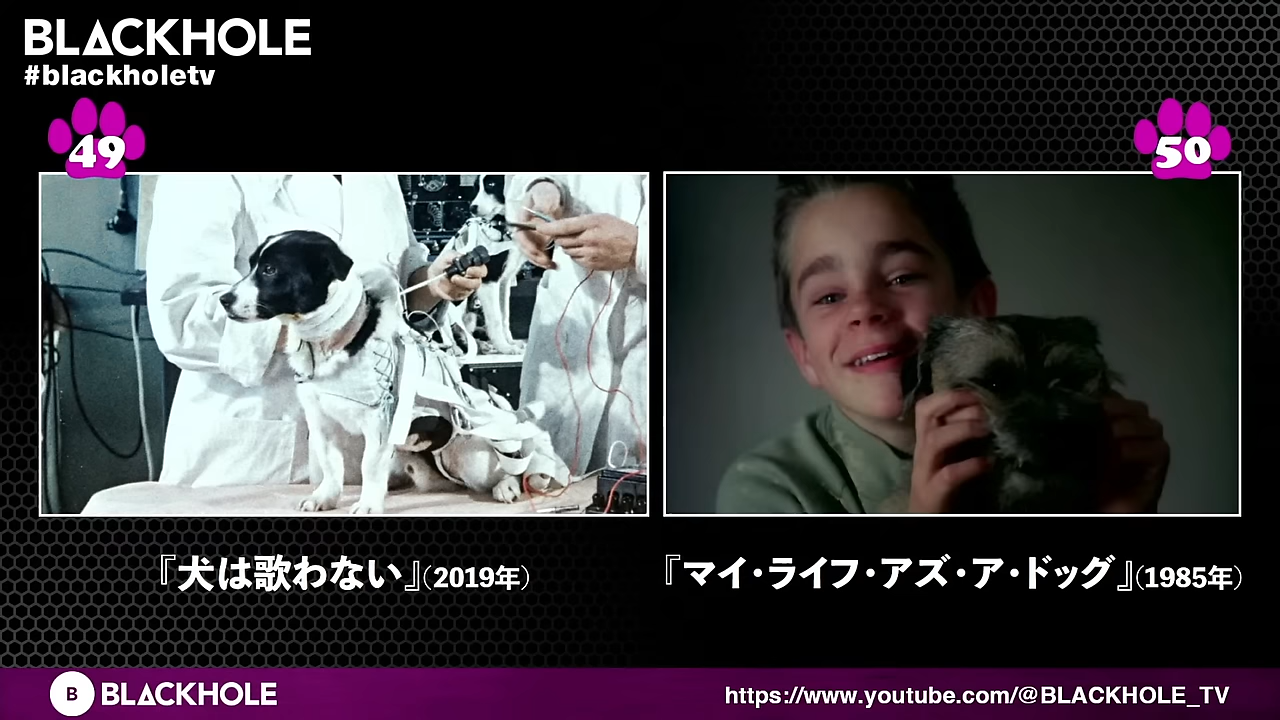 BLACKHOLE
#blackholetv
49
50
『犬は歌わない』(2019年)
『マイ・ライフ・アズ・ア・ドッグ』(1985年)
B BLACKHOLE
https://www.youtube.com/@BLACKHOLE_TV